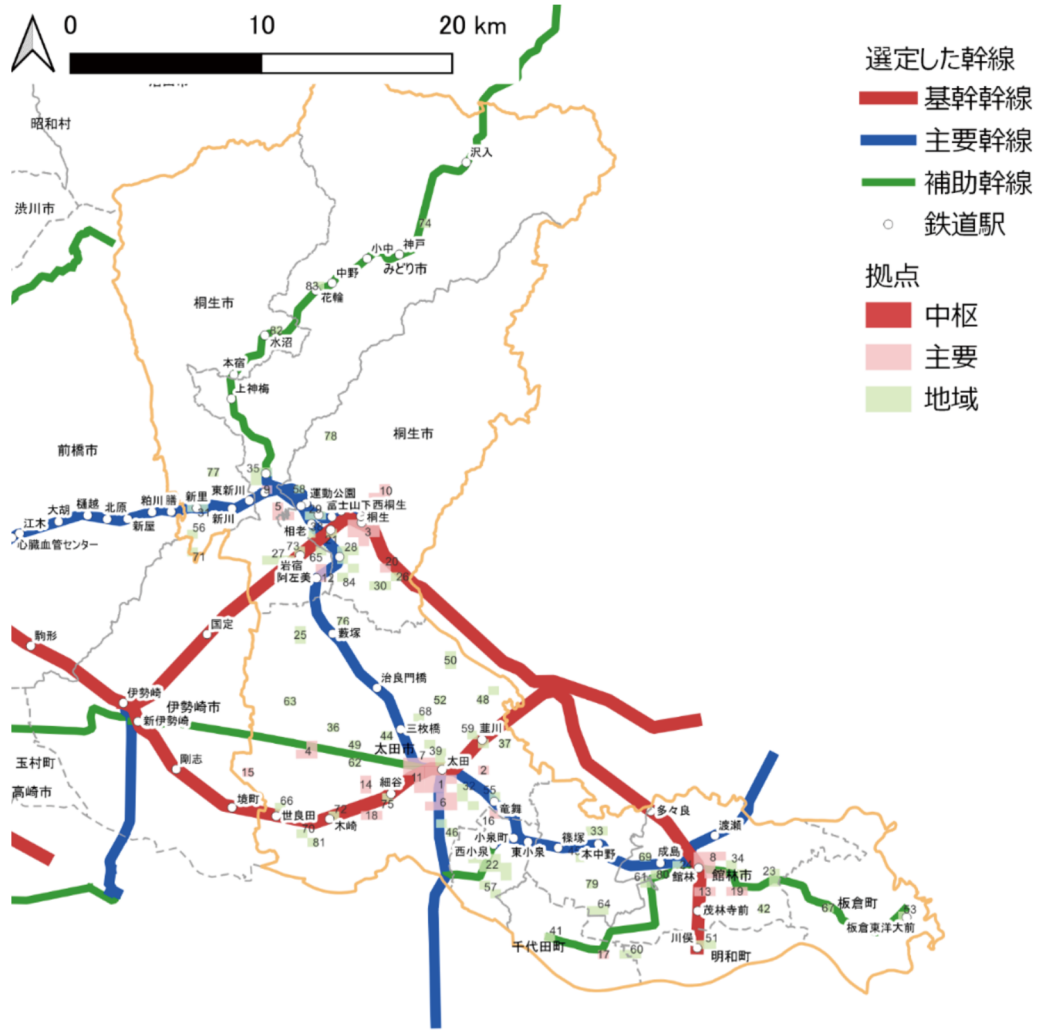 0 10 20 km
選定した幹線
基幹幹線
主要幹線
補助幹線
鉄道駅
拠点
中枢
主要
地域
昭和村
沢入
渋川市
74
小中
神戸
みどり市
中野
83
花輪
桐生市
82
水沼
本宿
上神梅
78
桐生市
前橋市
77
35
東新川
新里
58
10
運動公園
大胡
樋越
北原
粕川
膳
31
新川
5
29
富士山下
西桐生
桐生
江木
新屋
56
相老
3
心臓血管センター
71
27
73
65
28
20
岩宿
阿左美
12
84
30
国定
76
25
藪塚
駒形
50
治良門橋
伊勢崎
伊勢崎市
63
52
48
新伊勢崎
68
36
三枚橋
59
韮川
44
37
49
太田市
7
39
4
62
太田
玉村町
剛志
15
11
2
高崎市
14
細谷
1
32
55
境町
66
75
6
竜舞
世良田
72
18
16
多々良
木崎
渡瀬
70
81
46
小泉町
篠塚
33
西小泉
東小泉
本中野
成島
69
8
34
22
館林
館林市
23
61
80
57
79
13
19
板倉町
64
茂林寺前
42
67
53
41
川俣
51
板倉東洋大前
千代田町
17
60
明和町